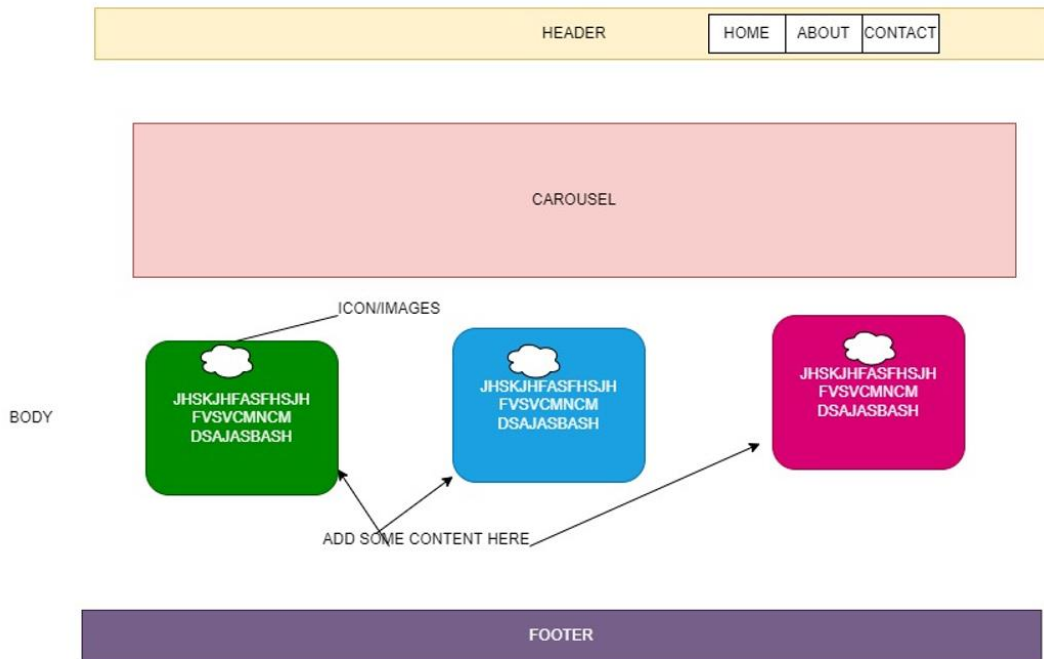 HEADER
HOME ABOUT CONTACT
CAROUSEL
ICON/IMAGES
JHSKJHFASFHSJH
FVSVCMNCM
DSAJASBASH
JHSKJHFASFHSJH
FVSVCMNCM
DSAJASBASH
JHSKJHFASFHSJH
FVSVCMNCM
DSAJASBASH
BODY
ADD SOME CONTENT HERE
FOOTER